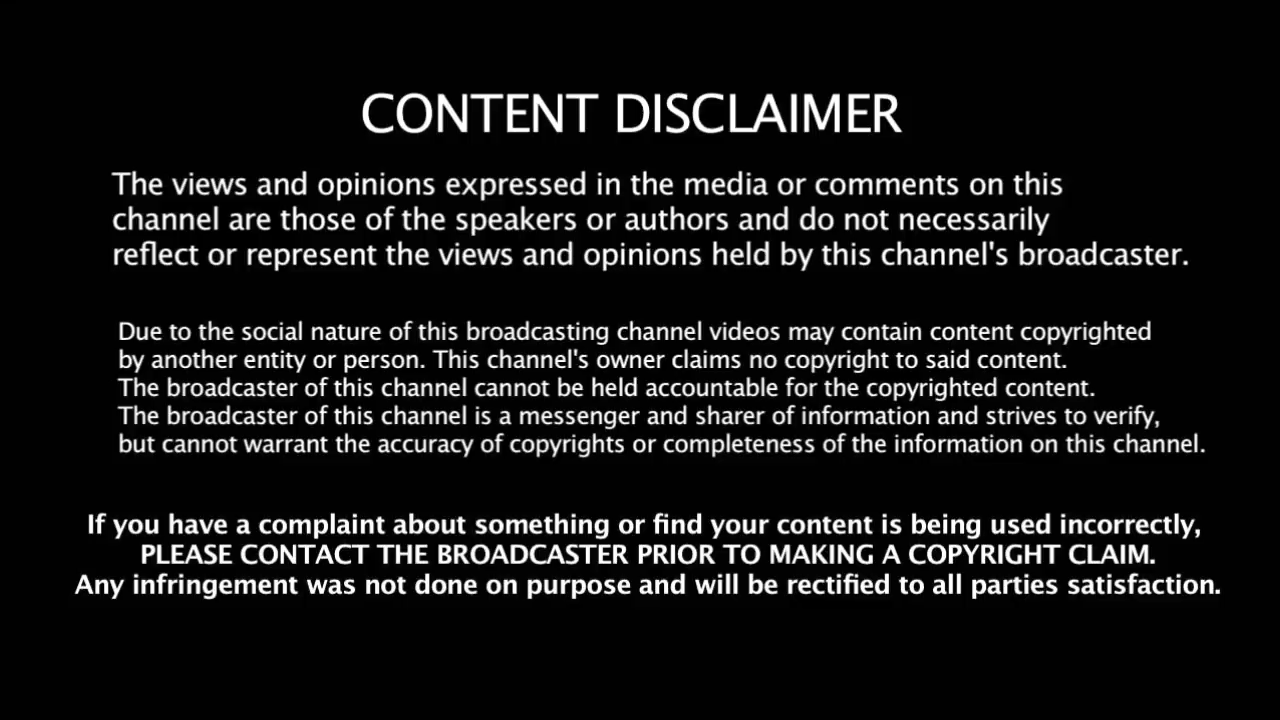 CONTENT DISCLAIMER
The views and opinions expressed in the media or comments on this
channel are those of the speakers or authors and do not necessarily
reflect or represent the views and opinions held by this channel's broadcaster.
Due to the social nature of this broadcasting channel videos may contain content copyrighted
by another entity or person. This channel's owner claims no copyright to said content.
The broadcaster of this channel cannot be held accountable for the copyrighted content.
The broadcaster of this channel is a messenger and sharer of information and strives to verify,
but cannot warrant the accuracy of copyrights or completeness of the information on this channel.
If you have a complaint about something or find your content is being used incorrectly,
PLEASE CONTACT THE BROADCASTER PRIOR TO MAKING A COPYRIGHT CLAIM.
Any infringement was not done on purpose and will be rectified to all parties satisfaction.